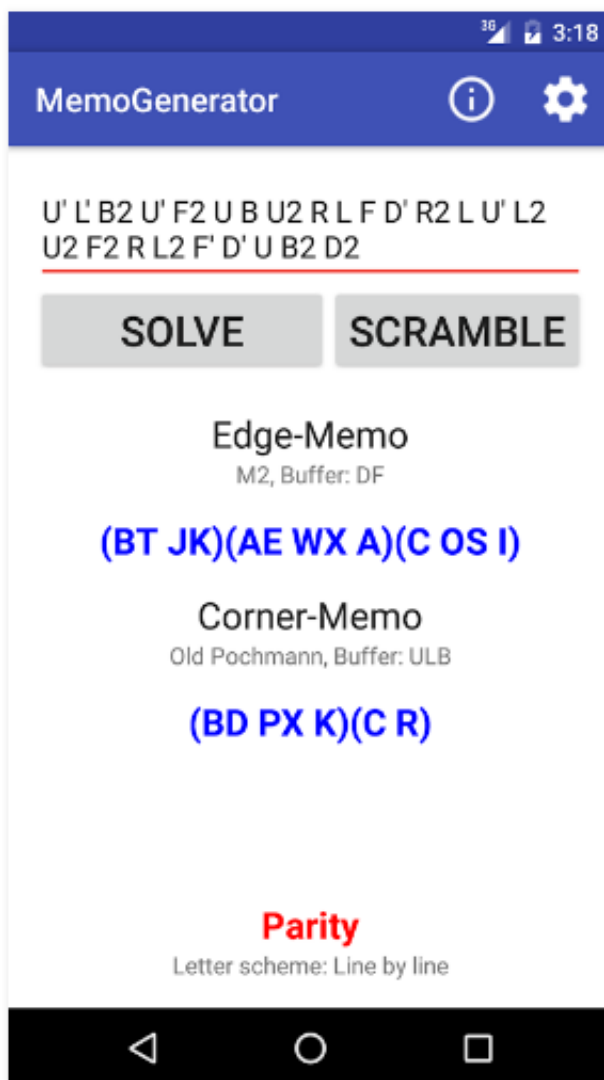 3G 3:18
MemoGenerator
U' L' B2 U' F2 U B U2 R L F D' R2 L U' L2
U2 F2 R L2 F' D' U B2 D2
SOLVE SCRAMBLE
Edge-Memo
M2, Buffer: DF
(BT JK)(AE WX A)(C OS I)
Corner-Memo
Old Pochmann, Buffer: ULB
(BD PX K)(C R)
Parity
Letter scheme: Line by line